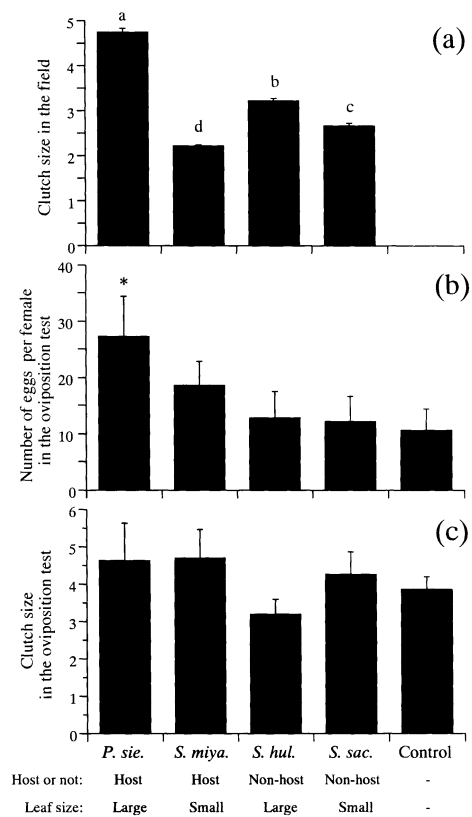 (a)
a
b
c
d
5
4
3
2
1
0
Clutch size in the field
(b)
*
40
30
20
10
0
Number of eggs per female
in the oviposition test
(c)
6
5
4
3
2
1
0
Clutch size
in the oviposition test
P. sie. S. miya. S. hul. S. sac. Control
Host or not: Host Host Non-host Non-host -
Leaf size: Large Small Large Small -